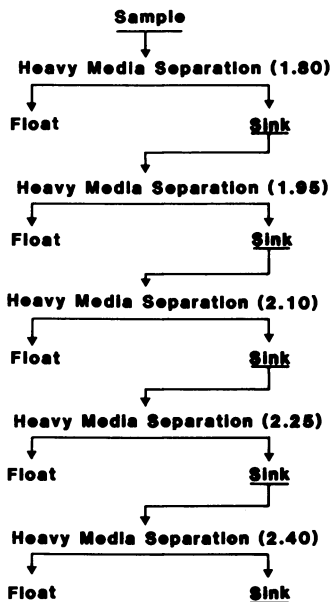 Sample
Heavy Media Separation (1.80)
Float Sink
Heavy Media Separation (1.95)
Float Sink
Heavy Media Separation (2.10)
Float Sink
Heavy Media Separation (2.25)
Float Sink
Heavy Media Separation (2.40)
Float Sink